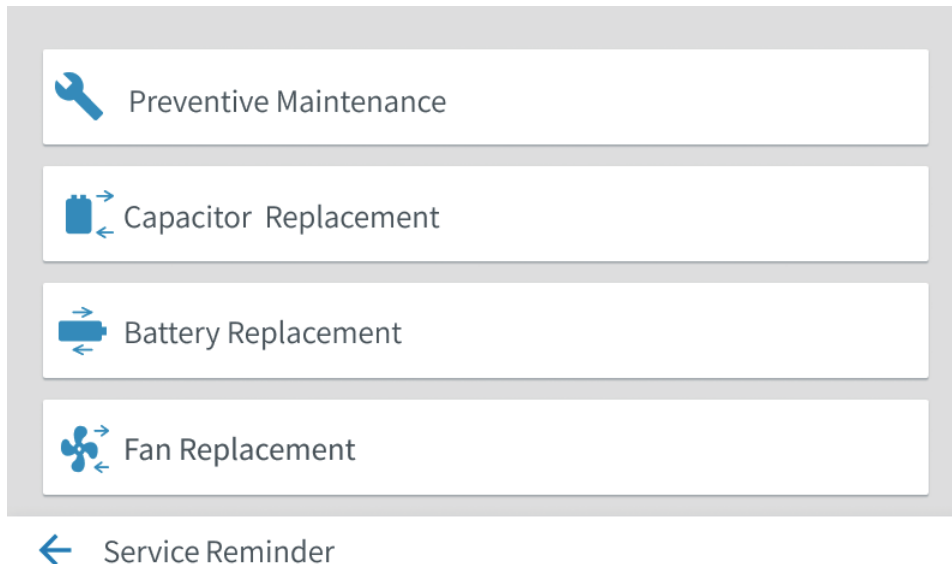 Preventive Maintenance
Capacitor  Replacement
Battery Replacement
Fan Replacement
Service Reminder